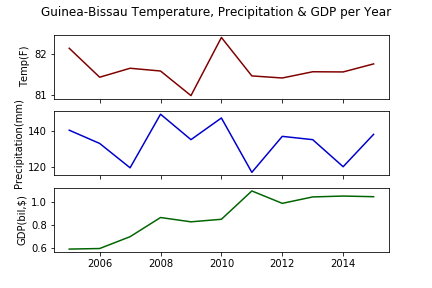 Guinea-Bissau Temperature, Precipitation & GDP per Year
Temp(F)
82
81
Precipitation(mm)
140
120
GDP(bil,$)
1.0
0.8
0.6
2006 2008 2010 2012 2014